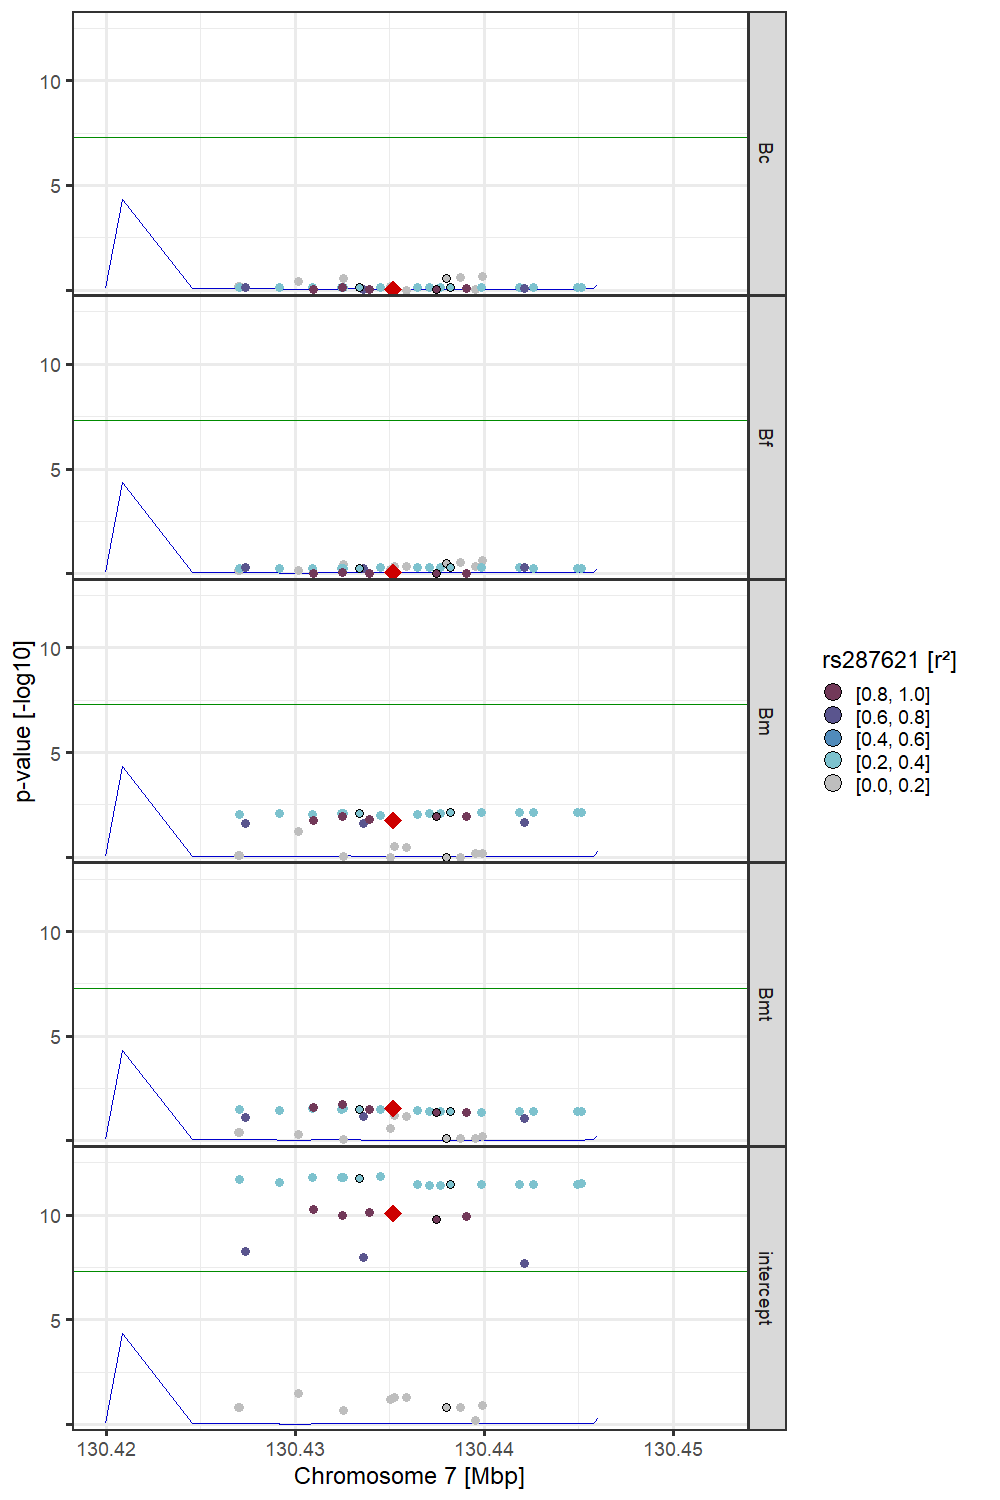 10
5
Bc
10
5
Bf
10
5
Bm
10
5
Bmt
10
5
intercept
130.42 130.43 130.44 130.45
Chromosome 7 [Mbp]
p-value [-log10]
rs287621 [r²]
[0.8, 1.0]
[0.6, 0.8]
[0.4, 0.6]
[0.2, 0.4]
[0.0, 0.2]